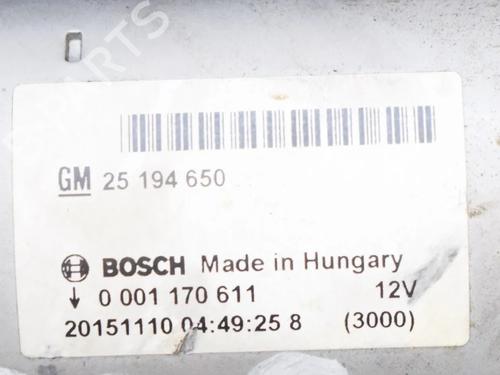 GM 25 194 650
BOSCH Made in Hungary
0 001 170 611 12V
20151110 04:49:25 8 (3000)